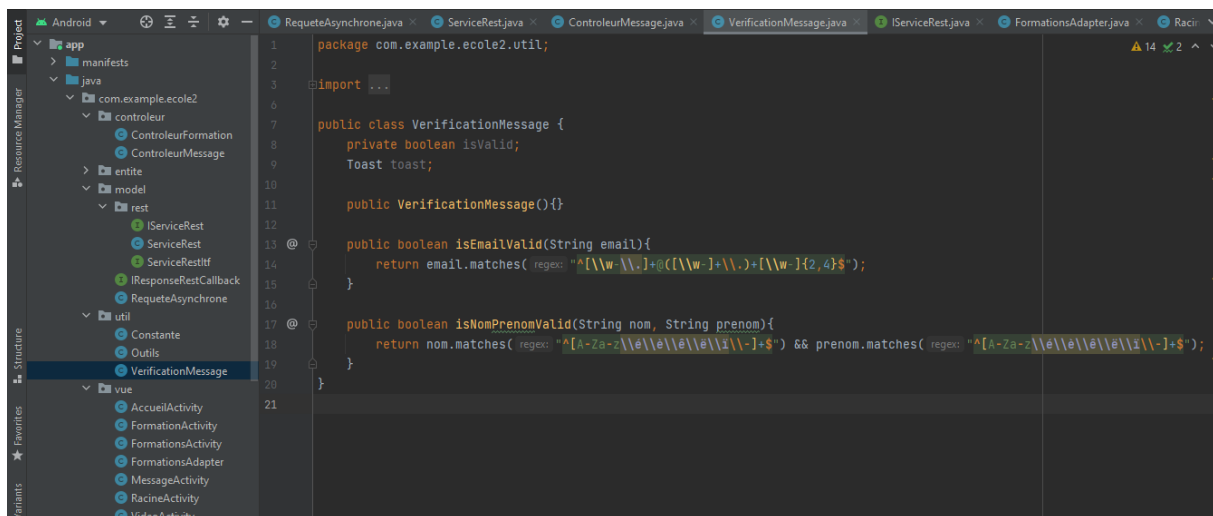 Android
RequeteAsynchrone.java
ServiceRest.java
ControleurMessage.java
VerificationMessage.java
IServiceRest.java
FormationsAdapter.java
Racin
Project
Resource Manager
Structure
Favorites
Variants
app
manifests
java
com.example.ecole2
controleur
ControleurFormation
ControleurMessage
entite
model
rest
IServiceRest
ServiceRest
ServiceRestItf
IResponseRestCallback
RequeteAsynchrone
util
Constante
Outils
VerificationMessage
vue
AccueilActivity
FormationActivity
FormationsActivity
FormationsAdapter
MessageActivity
RacineActivity
VideoActivity
14 2
1 package com.example.ecole2.util;
2
3 import ...
6
7 public class VerificationMessage {
8 private boolean isValid;
9 Toast toast;
10
11 public VerificationMessage(){}
12
13 @ public boolean isEmailValid(String email){
14 return email.matches( regex: "^[\\w-\\.]+@([\\w-]+\\.)+[\\w-]{2,4}$");
15 }
16
17 @ public boolean isNomPrenomValid(String nom, String prenom){
18 return nom.matches( regex: "^[A-Za-z\\é\\è\\ê\\ë\\ï\\-]+$") && prenom.matches( regex: "^[A-Za-z\\é\\è\\ê\\ë\\ï\\-]+$");
19 }
20 }
21